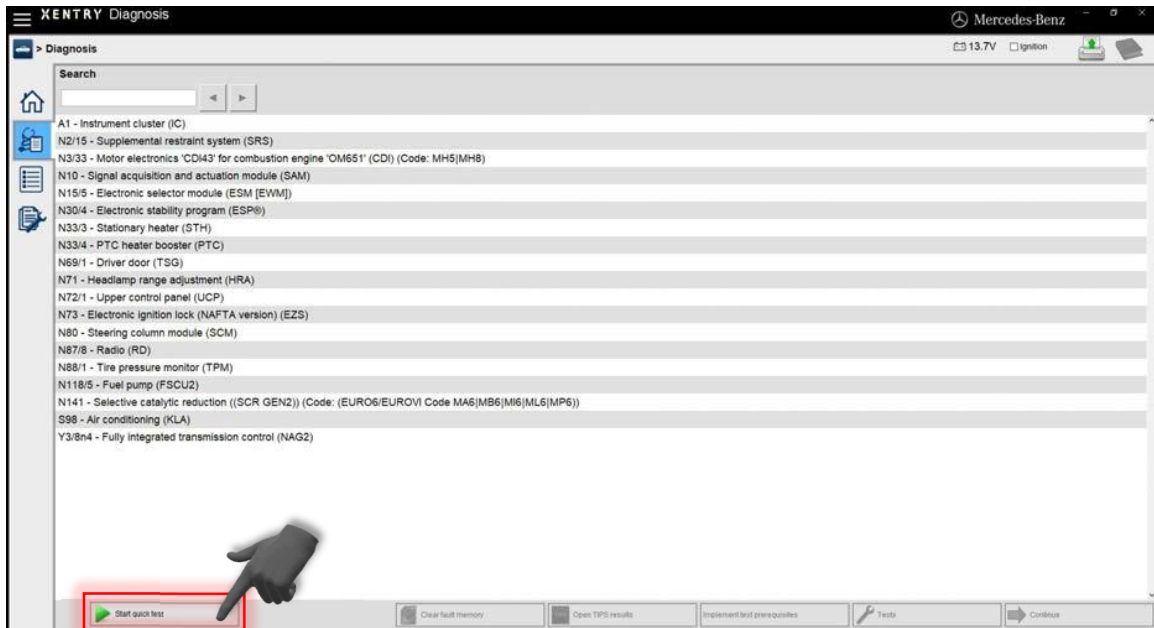 XENTRY Diagnosis
Mercedes-Benz
> Diagnosis
13.7V Ignition
Search
A1 - Instrument cluster (IC)
N2/15 - Supplemental restraint system (SRS)
N3/33 - Motor electronics 'CDI43' for combustion engine 'OM651' (CDI) (Code: MH5|MH8)
N10 - Signal acquisition and actuation module (SAM)
N15/5 - Electronic selector module (ESM [EWM])
N30/4 - Electronic stability program (ESP®)
N33/3 - Stationary heater (STH)
N33/4 - PTC heater booster (PTC)
N69/1 - Driver door (TSG)
N71 - Headlamp range adjustment (HRA)
N72/1 - Upper control panel (UCP)
N73 - Electronic ignition lock (NAFTA version) (EZS)
N80 - Steering column module (SCM)
N87/8 - Radio (RD)
N88/1 - Tire pressure monitor (TPM)
N118/5 - Fuel pump (FSCU2)
N141 - Selective catalytic reduction ((SCR GEN2)) (Code: (EURO6/EUROVI Code MA6|MB6|MI6|ML6|MP6))
S98 - Air conditioning (KLA)
Y3/8n4 - Fully integrated transmission control (NAG2)
Start quick test
Clear fault memory
Open TIPS results
Implement test prerequisites
Tests
Continue